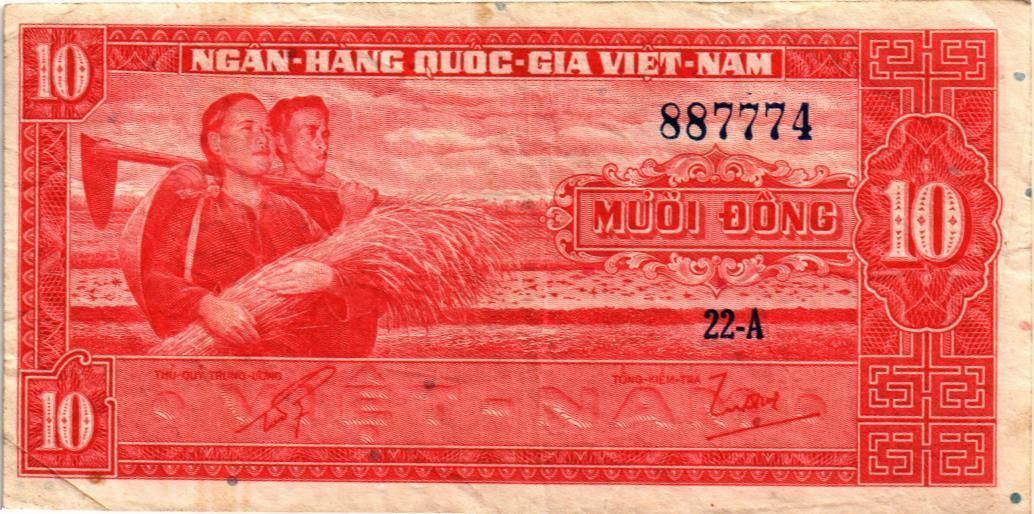 10
NGÂN-HÀNG QUỐC-GIA VIỆT-NAM
887774
MƯỜI ĐỒNG
10
22-A
THỦ-QUỸ TRUNG-ƯƠNG
TỔNG-KIỂM-TRA
VIỆT-NAM
10